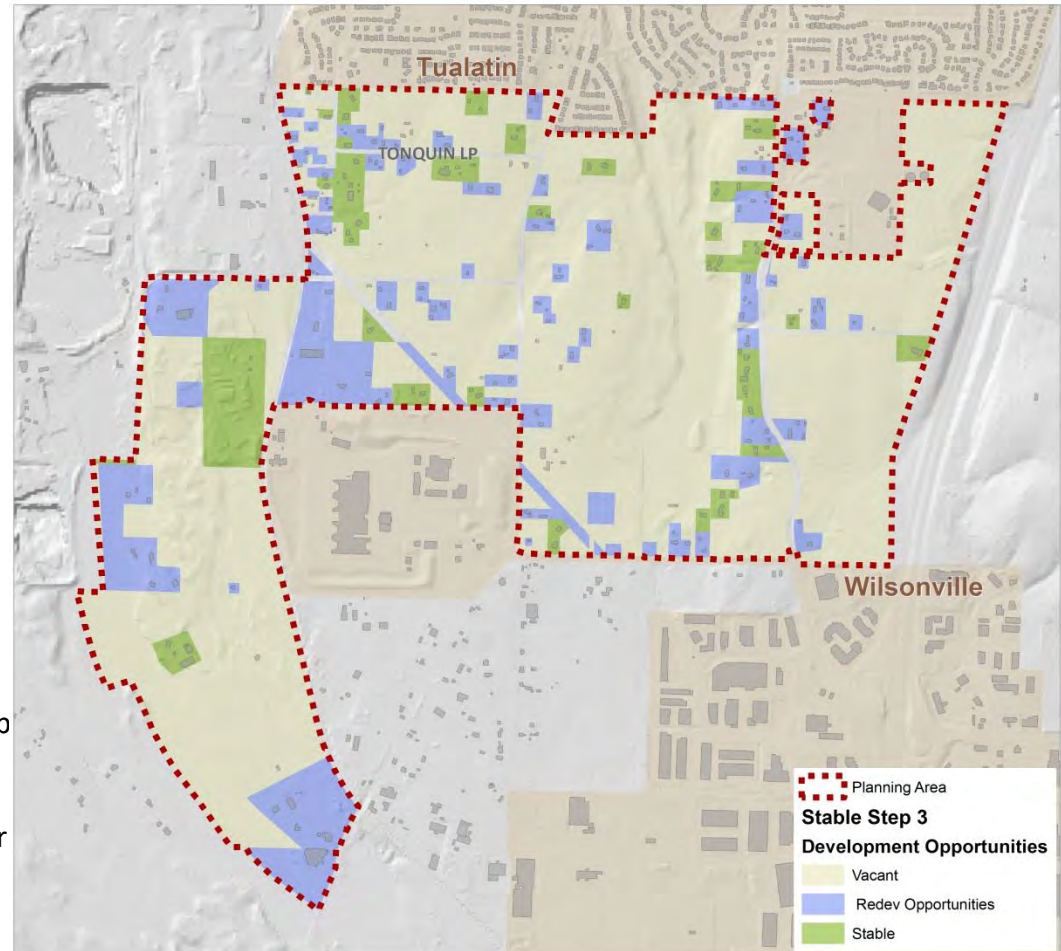 Tualatin
TONQUIN LP
Wilsonville
p
r
Planning Area
Stable Step 3
Development Opportunities
Vacant
Redev Opportunities
Stable